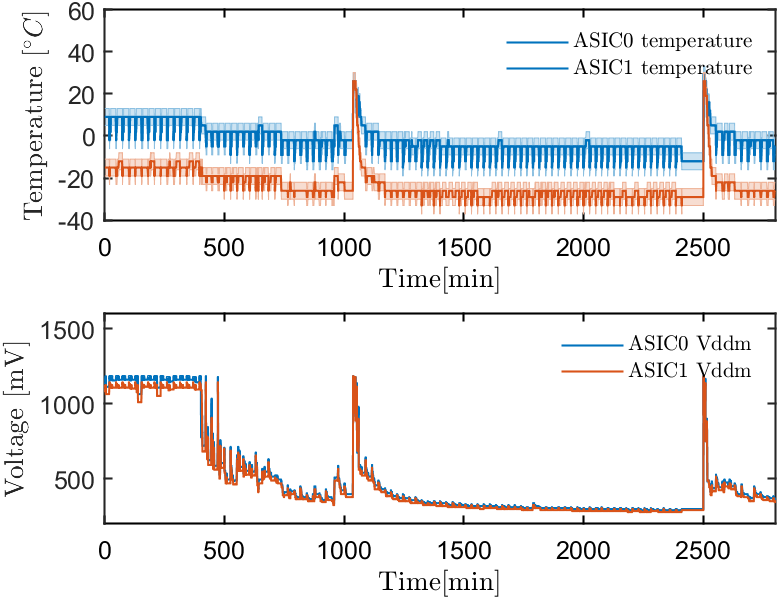 60
40
20
0
-20
-40
Temperature [°C]
ASIC0 temperature
ASIC1 temperature
0 500 1000 1500 2000 2500
Time[min]
1500
1000
500
Voltage [mV]
ASIC0 Vddm
ASIC1 Vddm
0 500 1000 1500 2000 2500
Time[min]